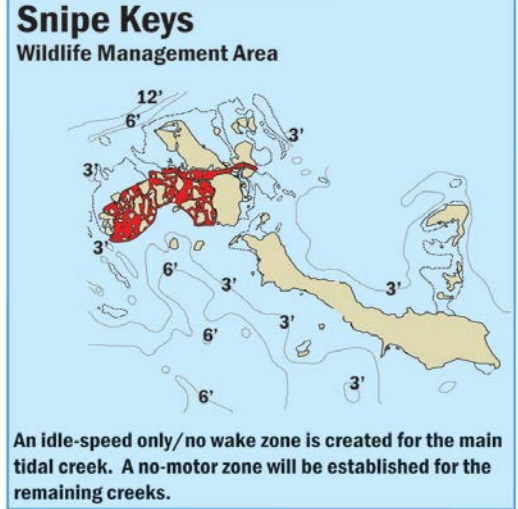 Snipe Keys
Wildlife Management Area
12'
6'
3'
3'
3'
6'
3'
3'
3'
6'
3'
6'
An idle-speed only/no wake zone is created for the main
tidal creek.  A no-motor zone will be established for the
remaining creeks.